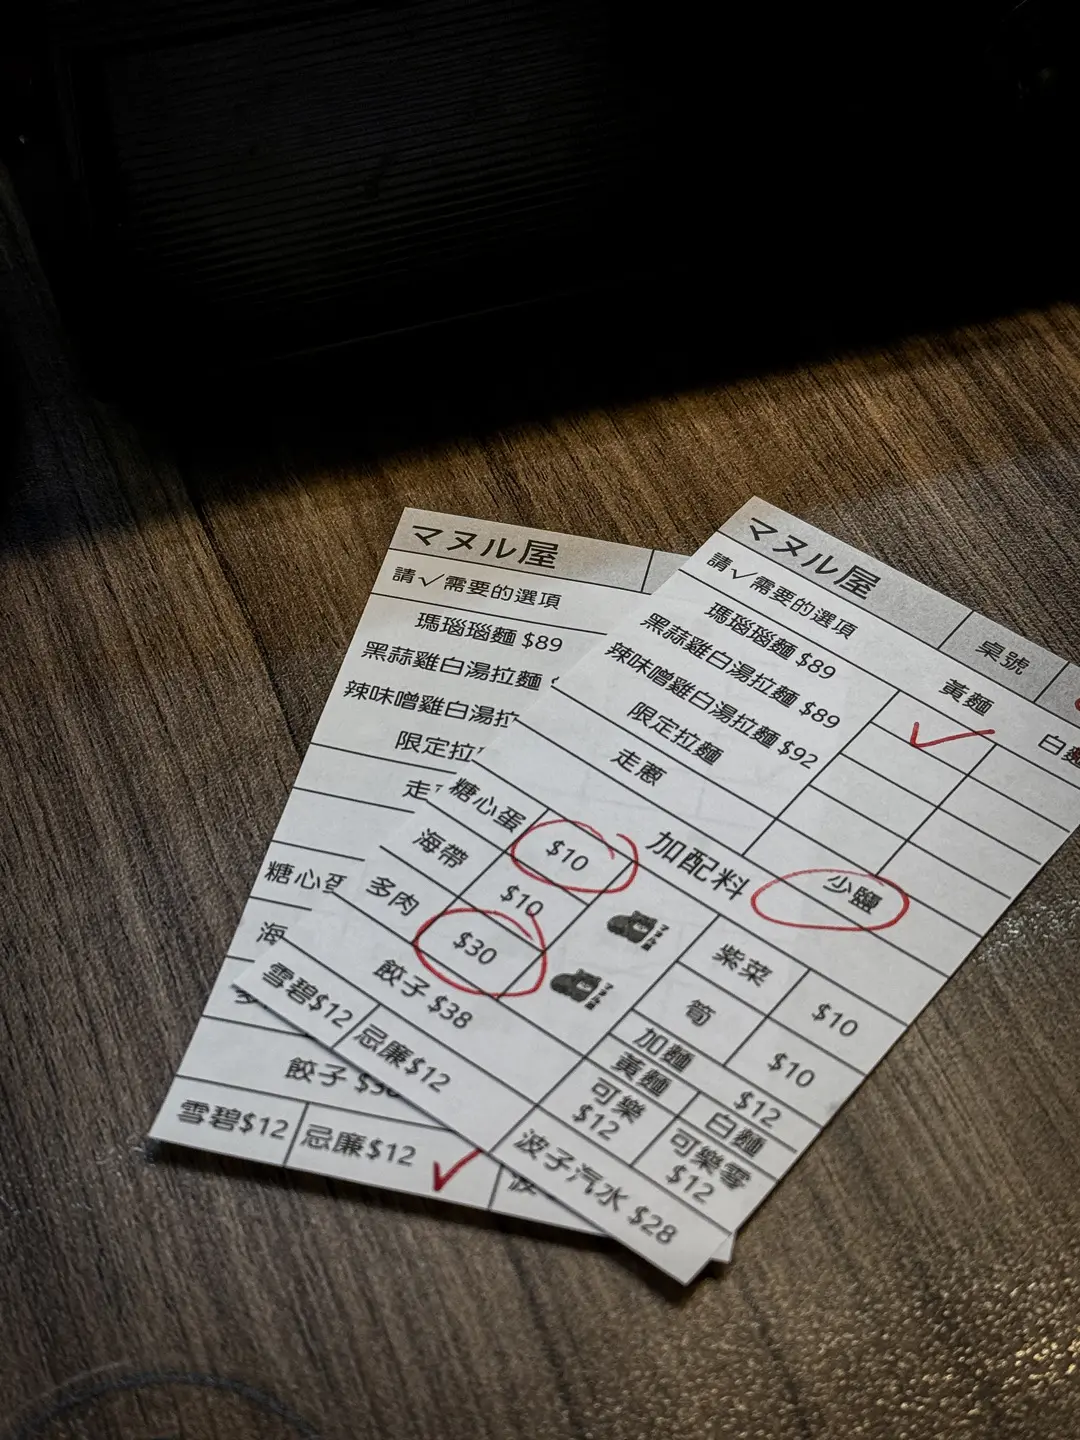 マヌル屋
請✓需要的選項
瑪瑙瑙麵 $89
黑蒜雞白湯拉麵
辣味噌雞白湯拉
限定拉
走
糖心蛋
海
餃子
雪碧$12 忌廉$12
マヌル屋 桌號
請✓需要的選項 黃麵 白麵
瑪瑙瑙麵 $89
黑蒜雞白湯拉麵 $89
辣味噌雞白湯拉麵 $92
限定拉麵
走蔥 少鹽
加配料
糖心蛋 $10 紫菜 $10
海帶 $10 筍 $10
多肉 $30 加麵 $12
餃子 $38 黃麵 白麵
雪碧$12 忌廉$12 可樂 $12 可樂零 $12
波子汽水 $28